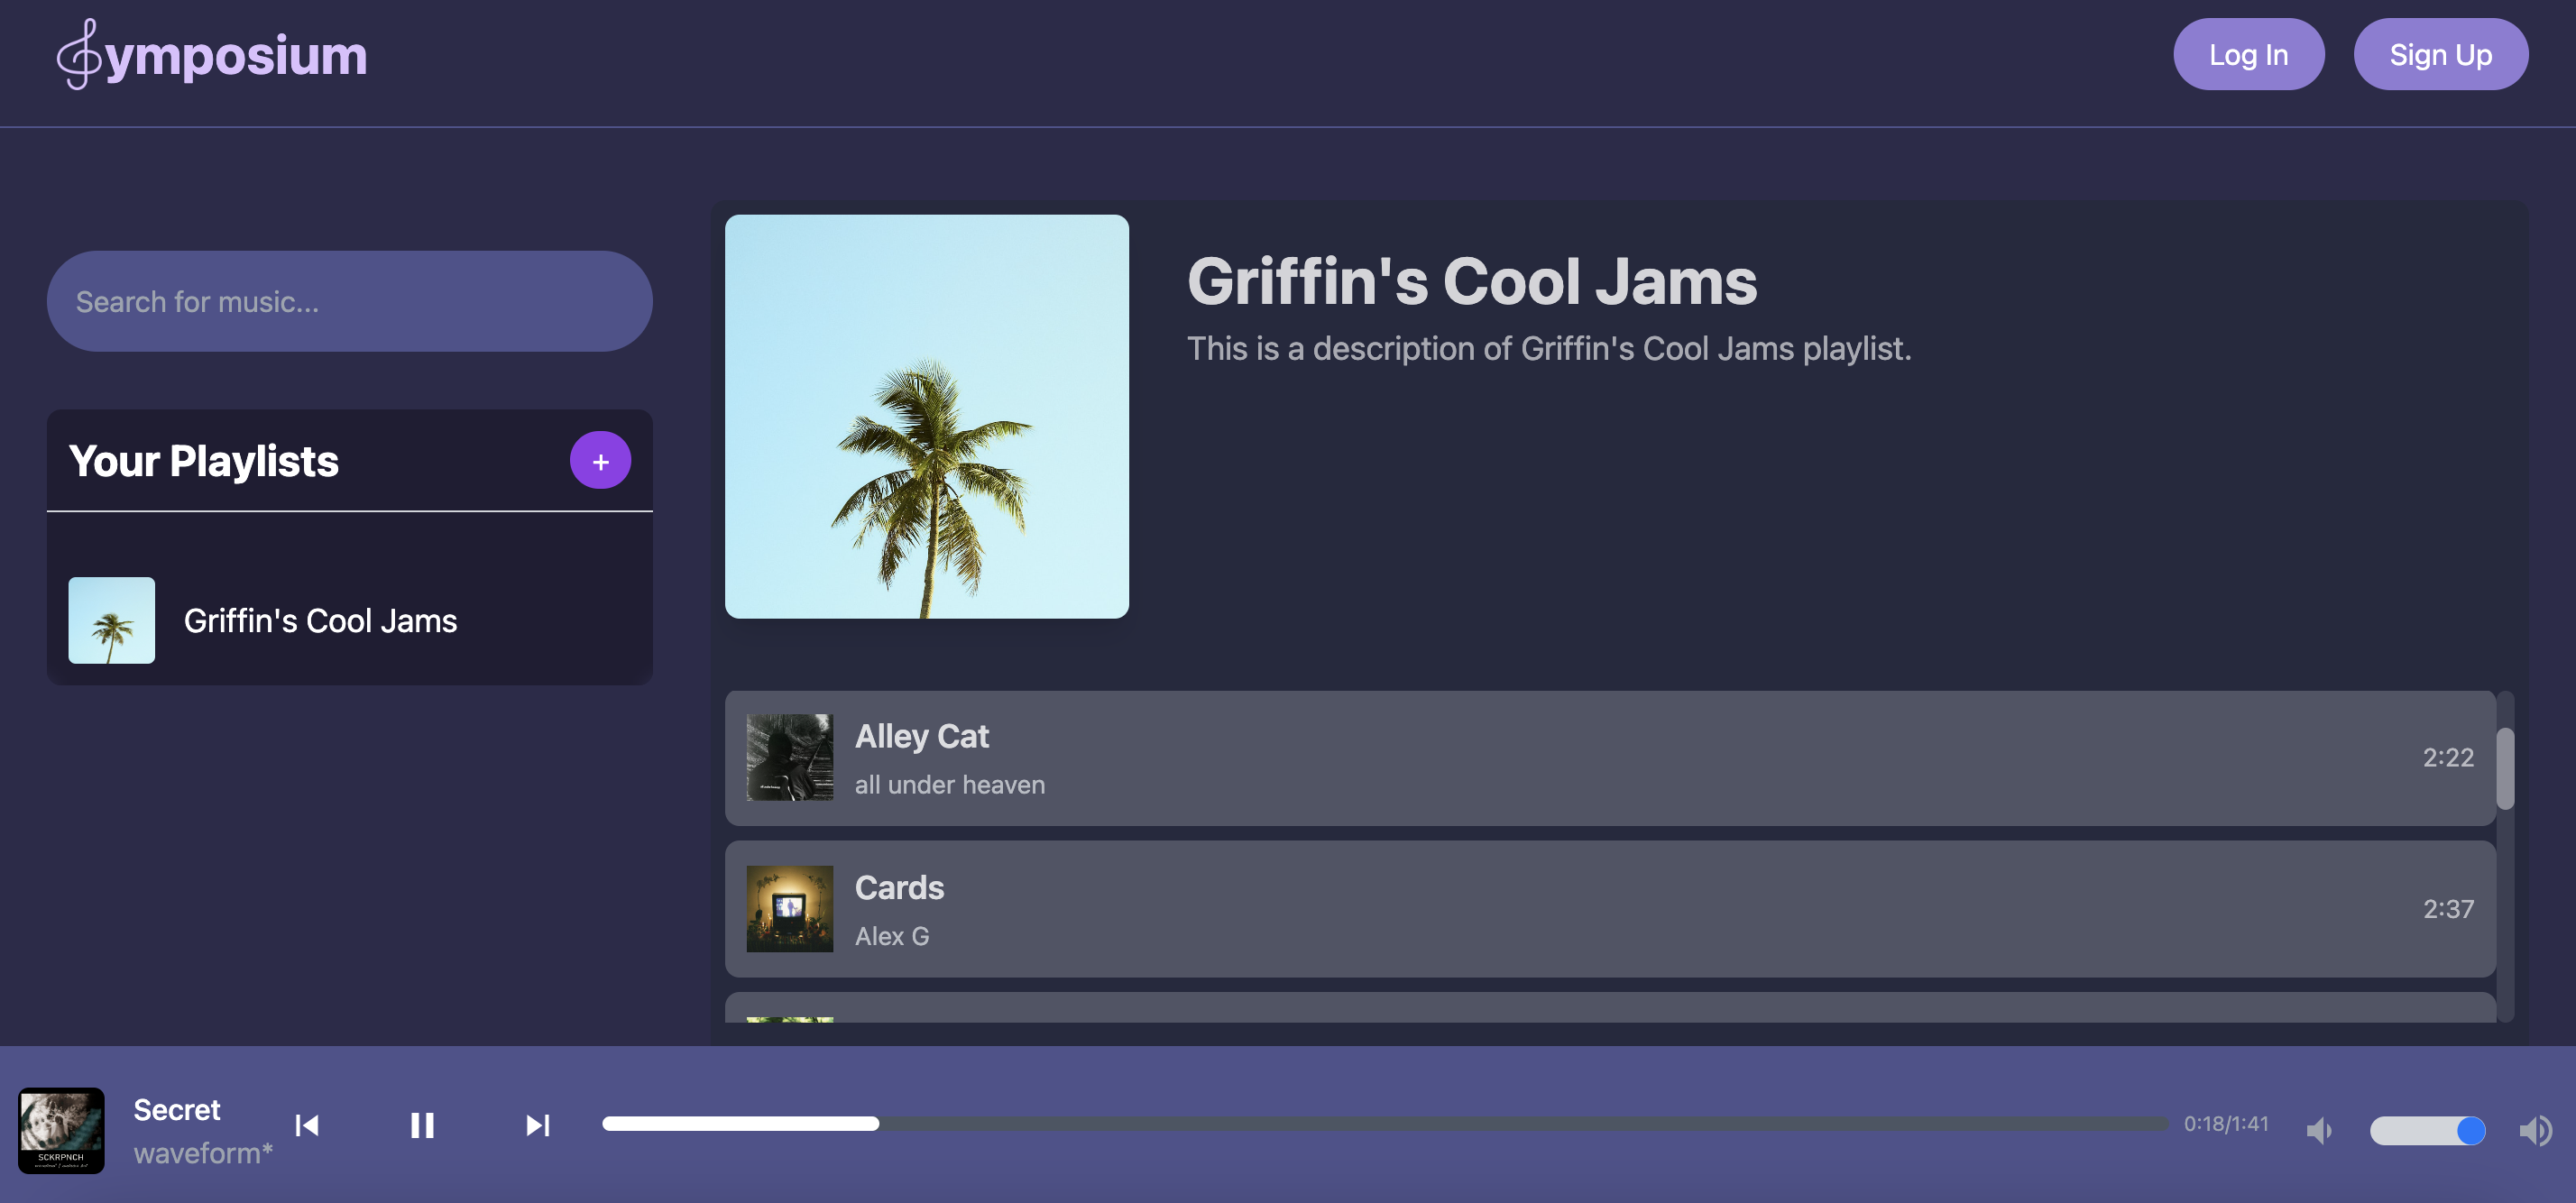 ymposium
Log In
Sign Up
Search for music...
Your Playlists
+
Griffin's Cool Jams
Griffin's Cool Jams
This is a description of Griffin's Cool Jams playlist.
Alley Cat
all under heaven
2:22
Cards
Alex G
2:37
SCKRPNCH
Secret
waveform*
0:18/1:41